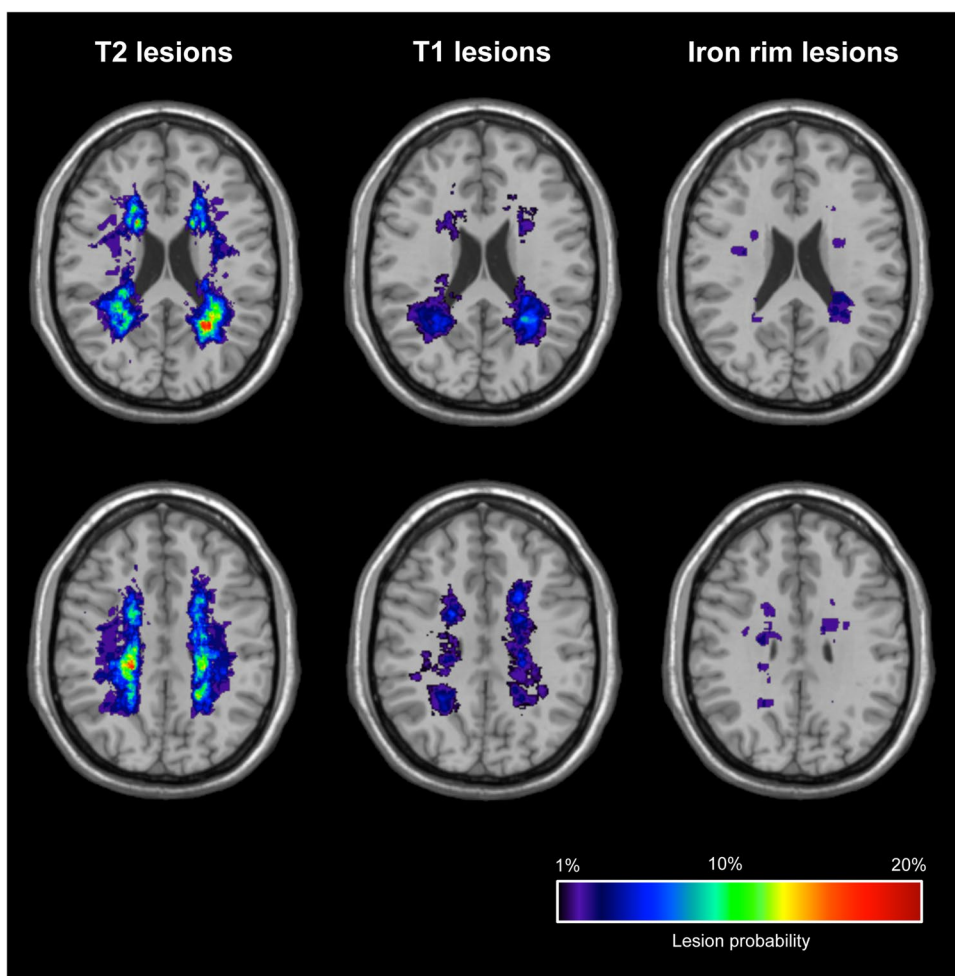 T2 lesions
T1 lesions
Iron rim lesions
1%
10%
20%
Lesion probability